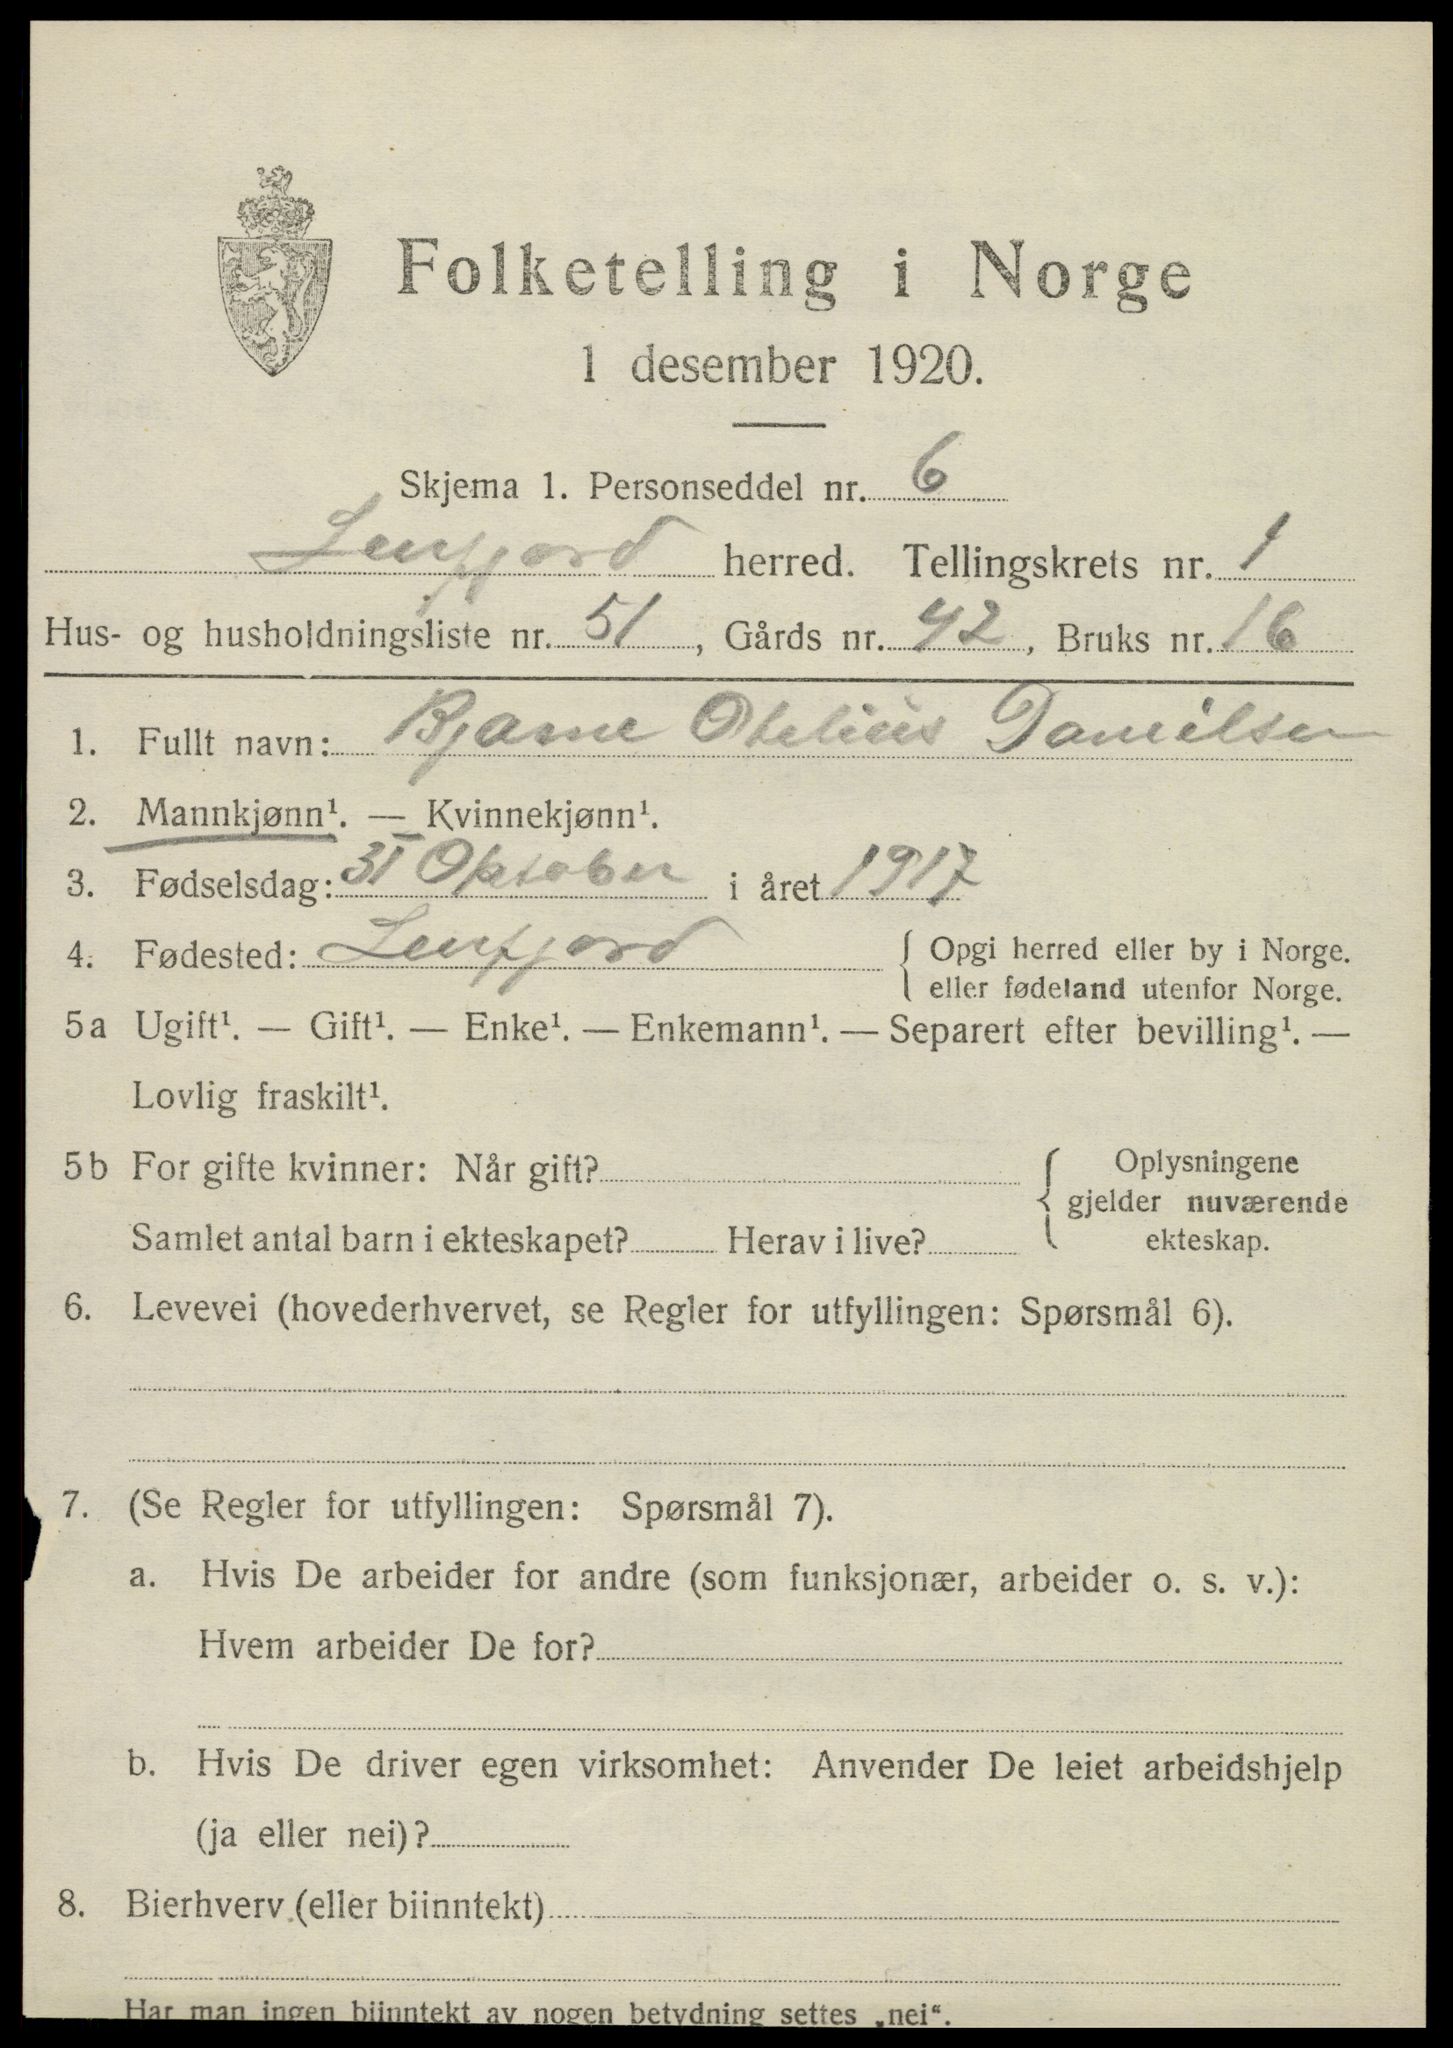 Folketelling i Norge
1 desember 1920.
Skjema 1. Personseddel nr. 6
Leirfjord herred. Tellingskrets nr. 1
Hus- og husholdningsliste nr. 51, Gårds nr. 42, Bruks nr. 16
1. Fullt navn: Bjarne Otelius Danielsen
2. Mannkjønn¹. — Kvinnekjønn¹.
3. Fødselsdag: 31 Oktober i året 1917
4. Fødested: Leirfjord { Opgi herred eller by i Norge.
eller fødeland utenfor Norge.
5a Ugift¹. — Gift¹. — Enke¹. — Enkemann¹. — Separert efter bevilling¹. —
Lovlig fraskilt¹.
5b For gifte kvinner: Når gift? { Oplysningene
gjelder nuværende
Samlet antal barn i ekteskapet? Herav i live? ekteskap.
6. Levevei (hovederhvervet, se Regler for utfyllingen: Spørsmål 6).
7. (Se Regler for utfyllingen: Spørsmål 7).
a. Hvis De arbeider for andre (som funksjonær, arbeider o. s. v.):
Hvem arbeider De for?
b. Hvis De driver egen virksomhet: Anvender De leiet arbeidshjelp
(ja eller nei)?
8. Bierhverv (eller biinntekt)
Har man ingen biinntekt av nogen betydning settes „nei“.